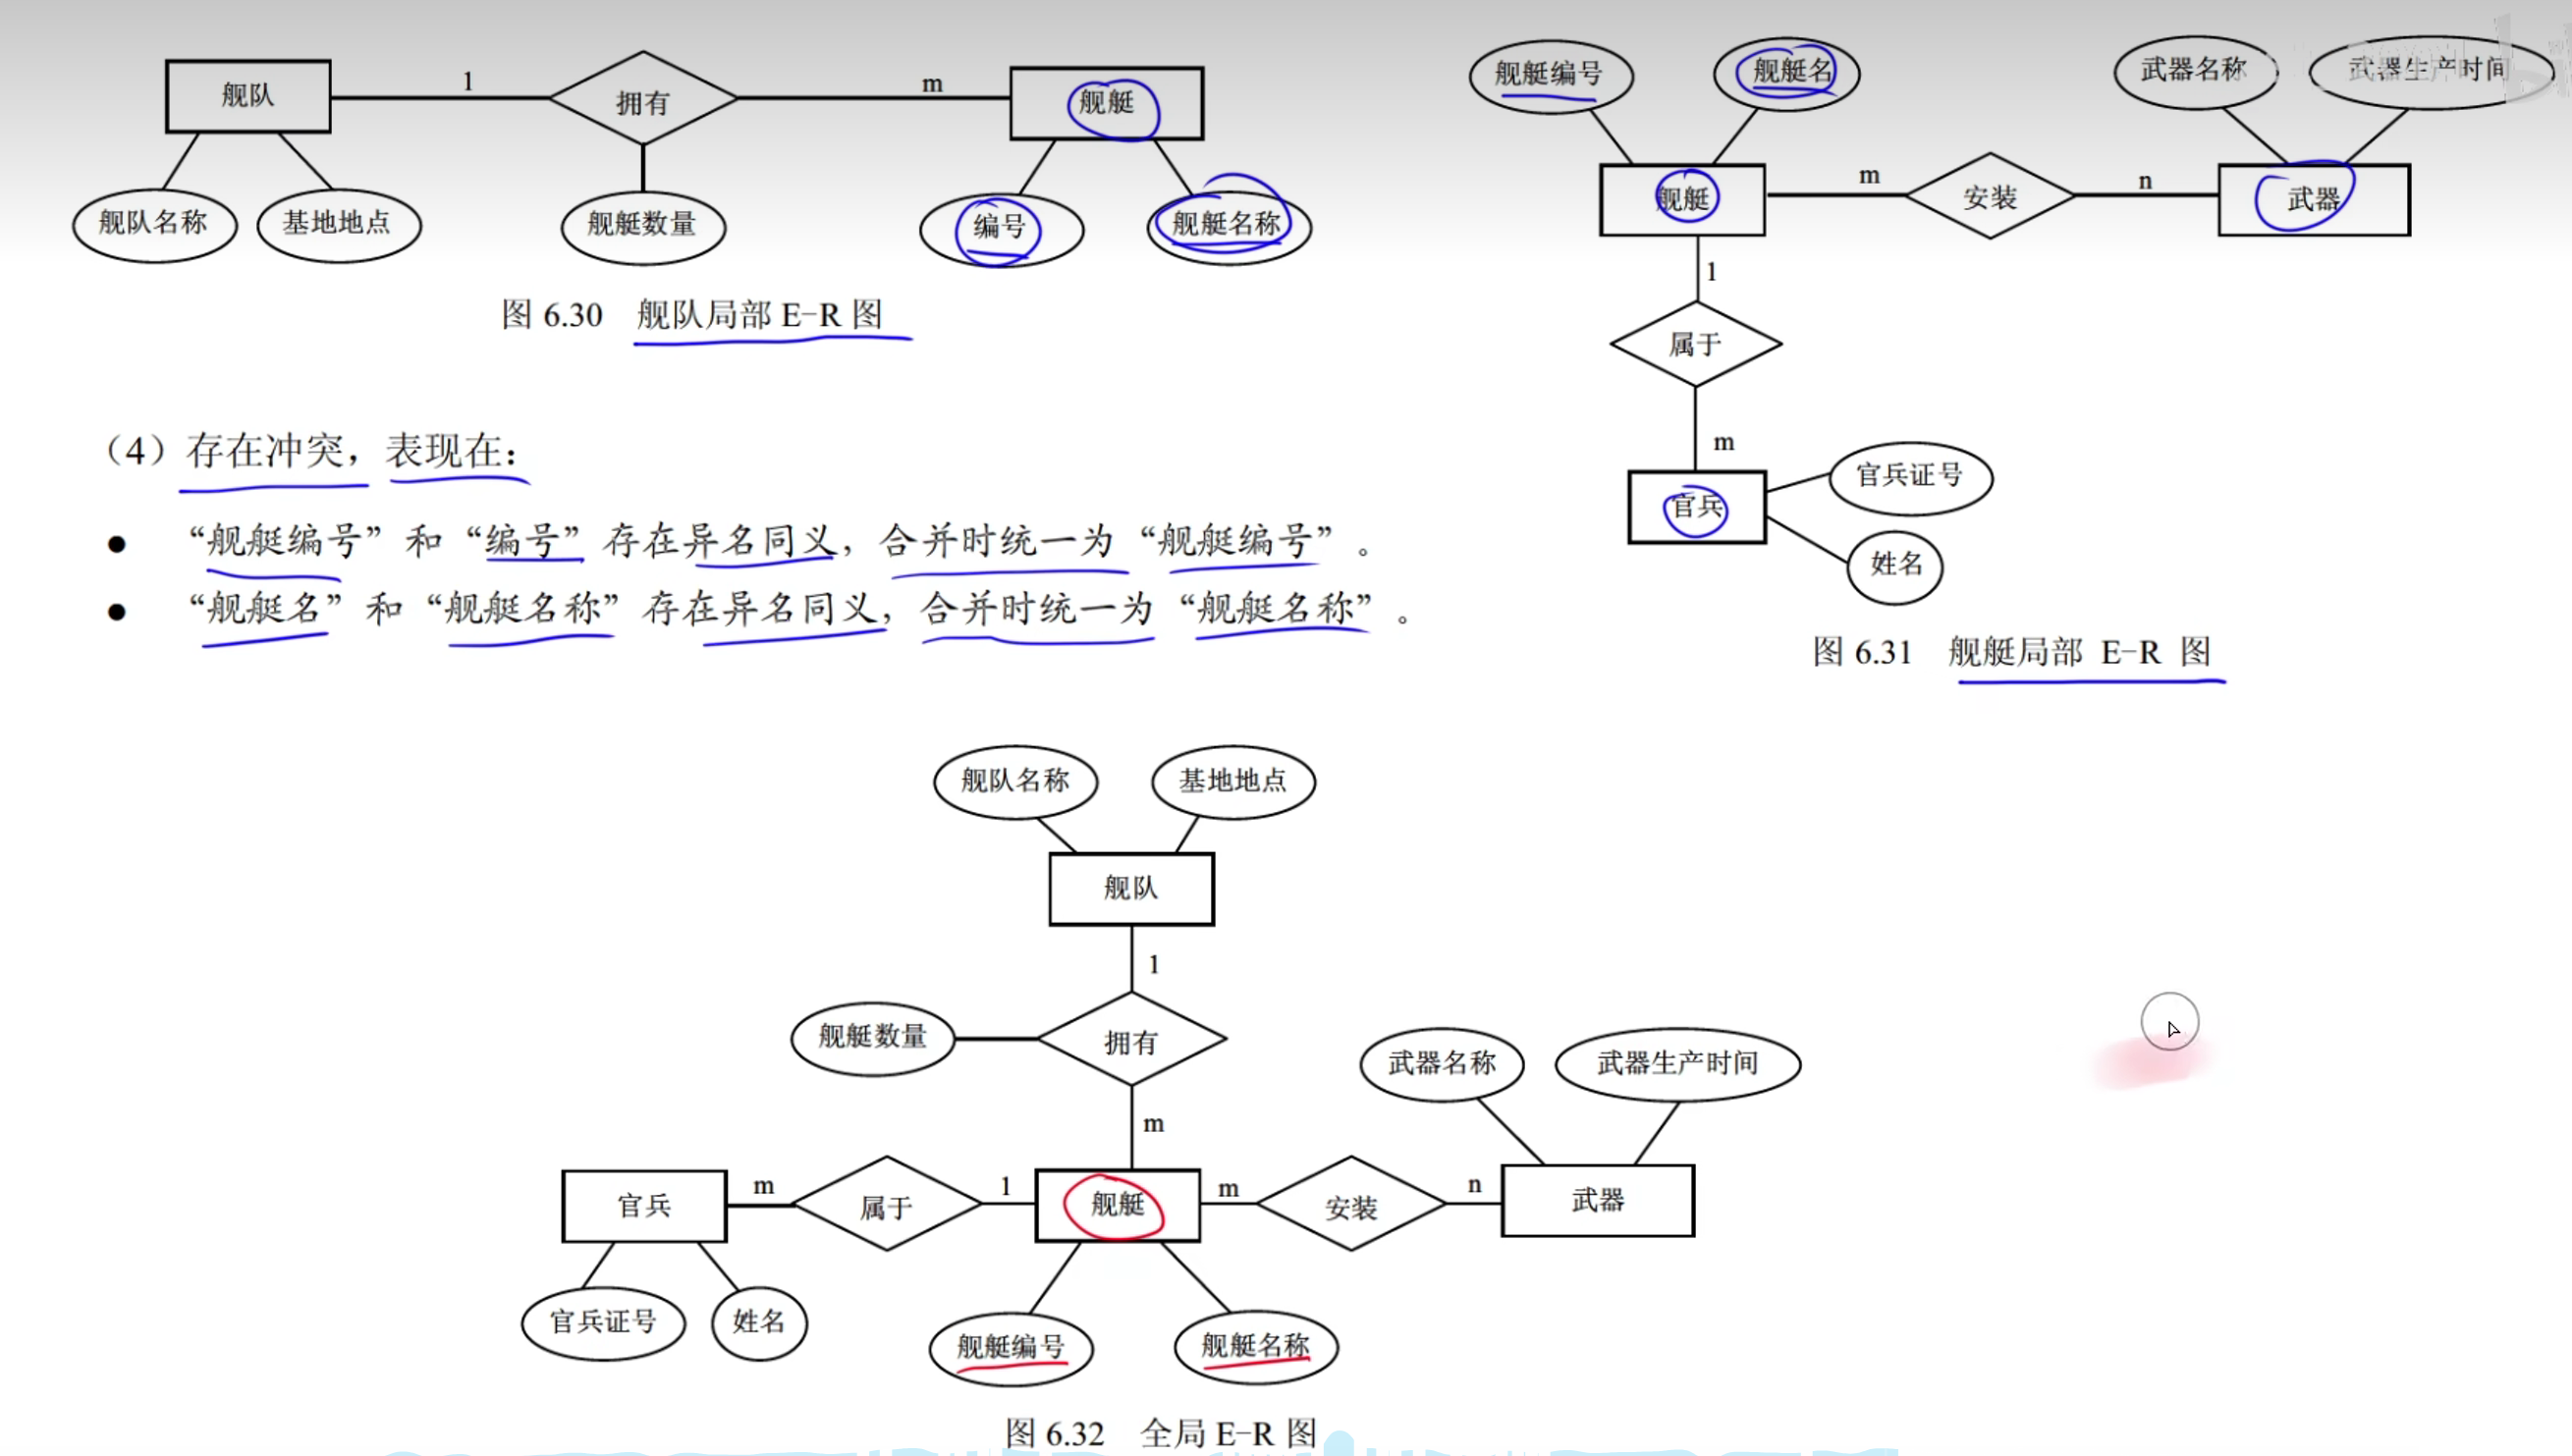 舰队
1
拥有
m
舰艇
舰队名称
基地地点
舰艇数量
编号
舰艇名称
图 6.30 舰队局部 E-R 图
舰艇编号
舰艇名
武器名称
武器生产时间
舰艇
m
安装
n
武器
1
属于
m
官兵
官兵证号
姓名
图 6.31 舰艇局部 E-R 图
（4）存在冲突，表现在：
● “舰艇编号”和“编号”存在异名同义，合并时统一为“舰艇编号”。
● “舰艇名”和“舰艇名称”存在异名同义，合并时统一为“舰艇名称”。
舰队名称
基地地点
舰队
1
舰艇数量
拥有
m
武器名称
武器生产时间
官兵
m
属于
1
舰艇
m
安装
n
武器
官兵证号
姓名
舰艇编号
舰艇名称
图 6.32 全局 E-R 图